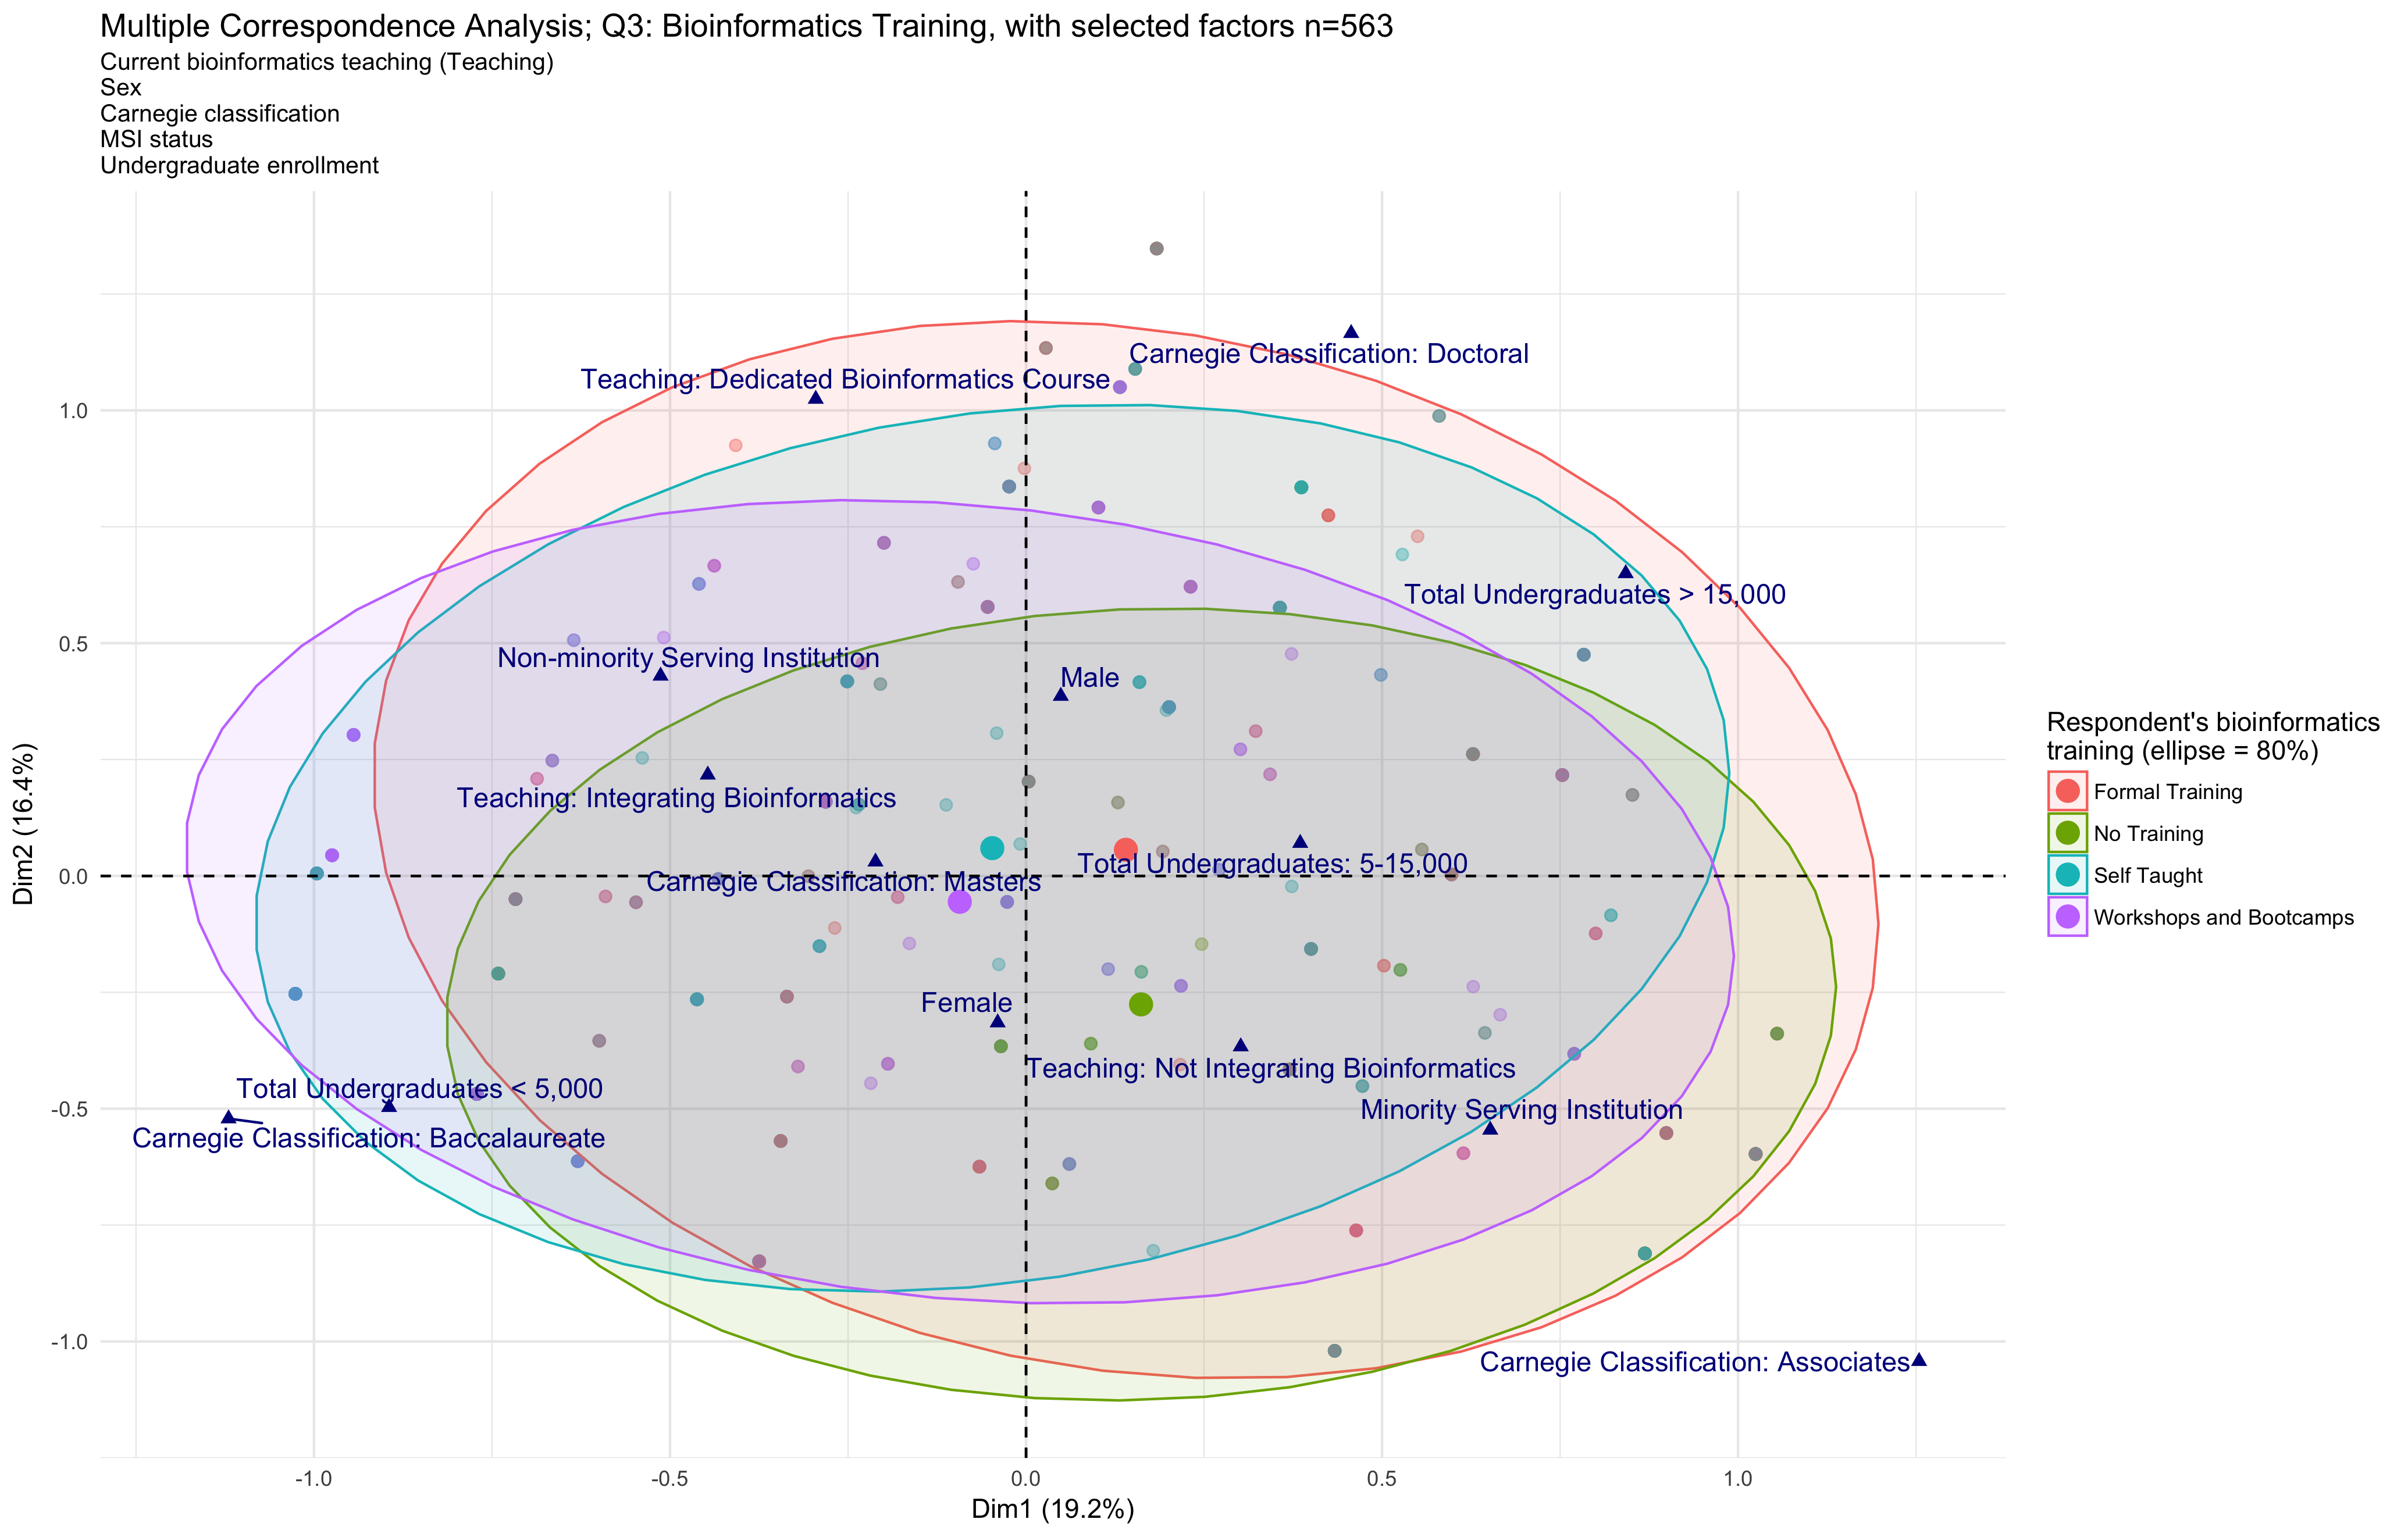 Multiple Correspondence Analysis; Q3: Bioinformatics Training, with selected factors n=563
Current bioinformatics teaching (Teaching)
Sex
Carnegie classification
MSI status
Undergraduate enrollment
Carnegie Classification: Doctoral
Teaching: Dedicated Bioinformatics Course
Total Undergraduates > 15,000
Non-minority Serving Institution
Male
Teaching: Integrating Bioinformatics
Total Undergraduates: 5-15,000
Carnegie Classification: Masters
Female
Teaching: Not Integrating Bioinformatics
Total Undergraduates < 5,000
Minority Serving Institution
Carnegie Classification: Baccalaureate
Carnegie Classification: Associates
1.0
0.5
0.0
-0.5
-1.0
Dim2 (16.4%)
-1.0
-0.5
0.0
0.5
1.0
Dim1 (19.2%)
Respondent's bioinformatics
training (ellipse = 80%)
Formal Training
No Training
Self Taught
Workshops and Bootcamps